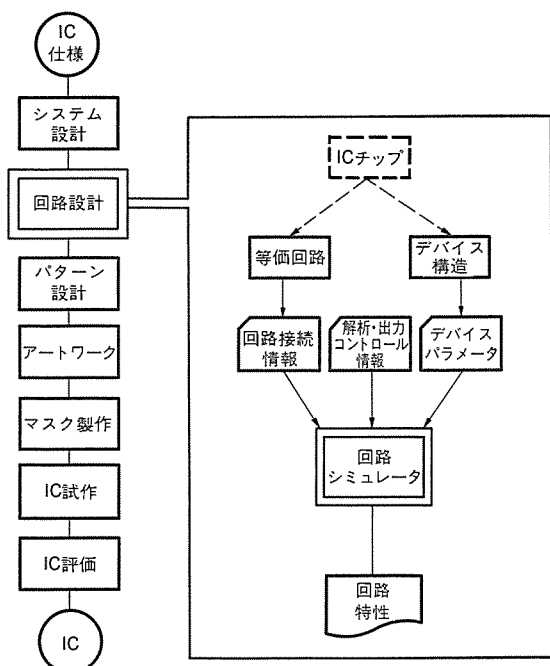 IC
仕様
システム
設計
回路設計
パターン
設計
アートワーク
マスク製作
IC試作
IC評価
IC
ICチップ
等価回路
デバイス
構造
回路接続
情報
解析・出力
コントロール
情報
デバイス
パラメータ
回路
シミュレータ
回路
特性